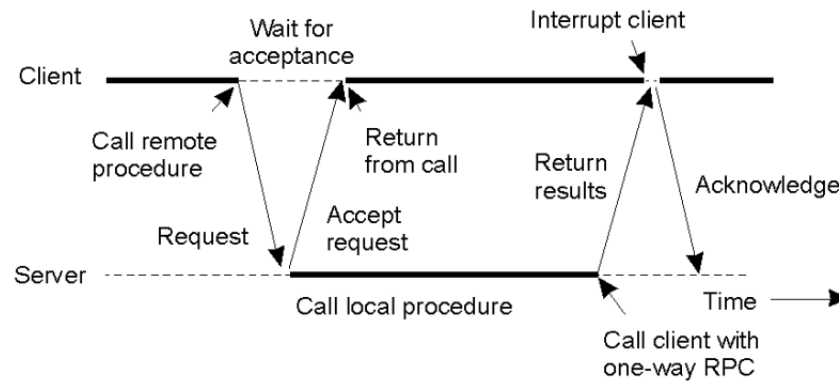 Interrupt client
Wait for
acceptance
Client
Call remote
procedure
Return
from call
Return
results
Acknowledge
Request
Accept
request
Server
Call local procedure
Time
Call client with
one-way RPC